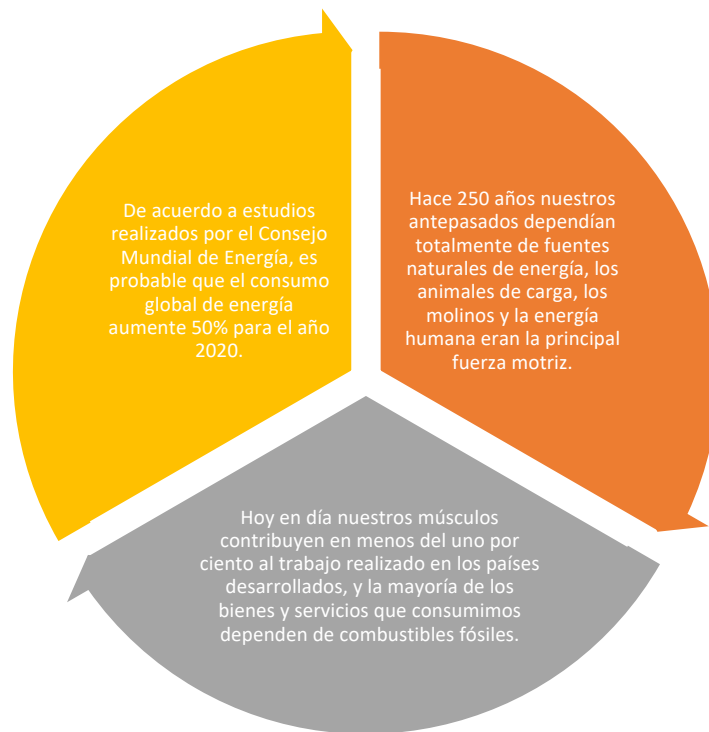 De acuerdo a estudios
realizados por el Consejo
Mundial de Energía, es
probable que el consumo
global de energía
aumente 50% para el año
2020.
Hace 250 años nuestros
antepasados dependían
totalmente de fuentes
naturales de energía, los
animales de carga, los
molinos y la energía
humana eran la principal
fuerza motriz.
Hoy en día nuestros músculos
contribuyen en menos del uno por
ciento al trabajo realizado en los países
desarrollados, y la mayoría de los
bienes y servicios que consumimos
dependen de combustibles fósiles.